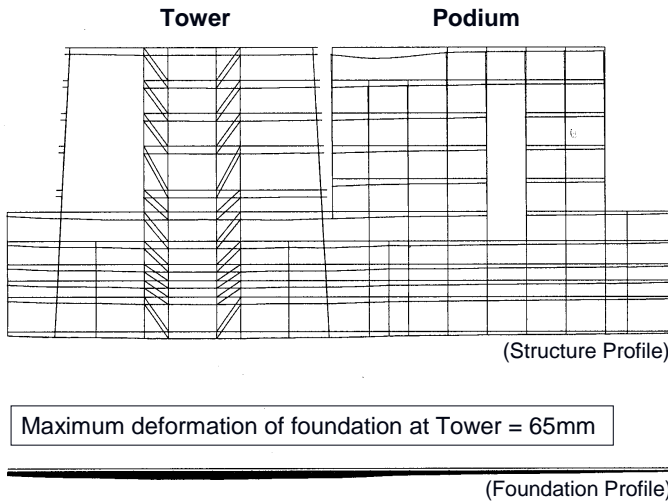 Tower
Podium
(Structure Profile)
Maximum deformation of foundation at Tower = 65mm
(Foundation Profile)